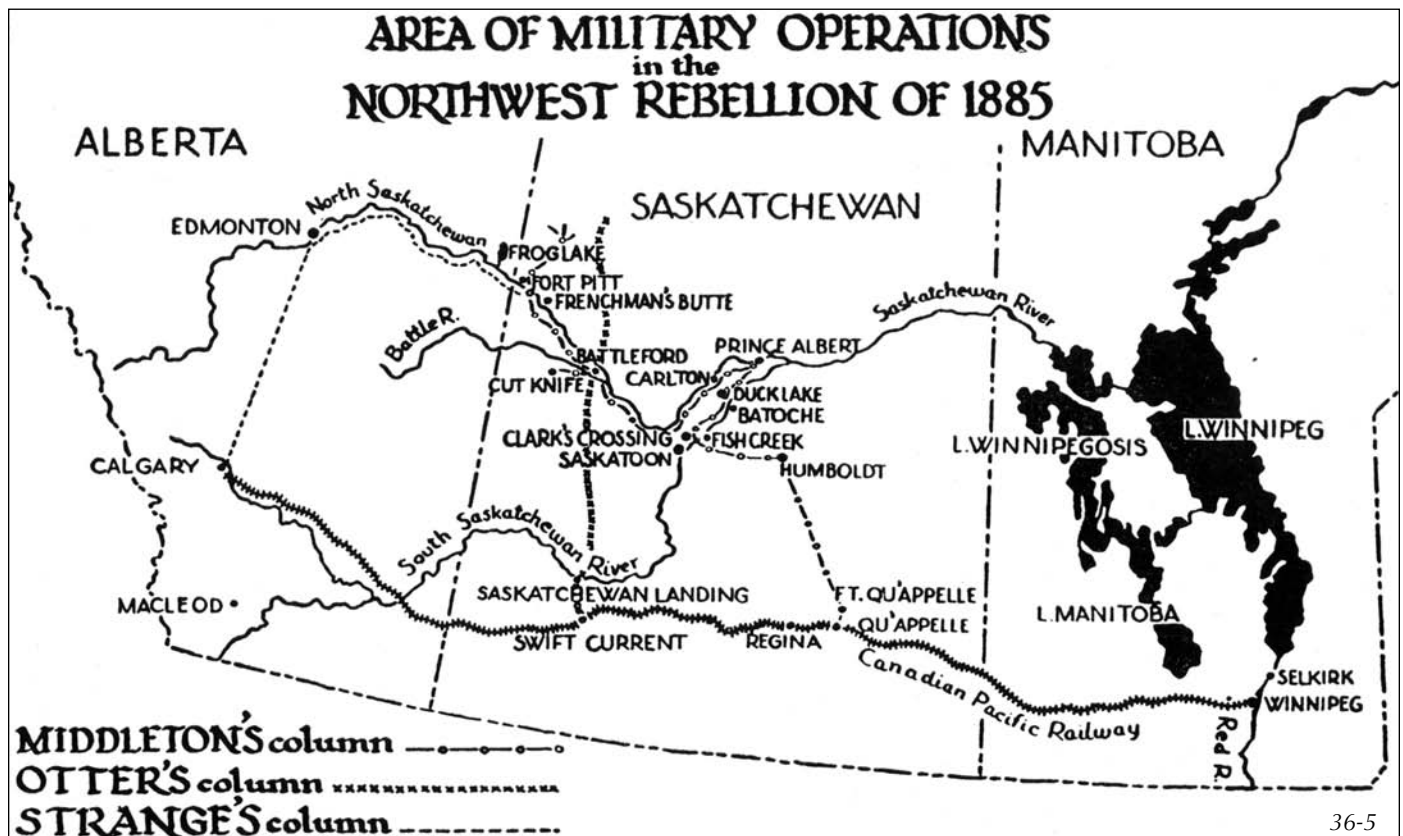 AREA OF MILITARY OPERATIONS
in the
NORTHWEST REBELLION OF 1885
ALBERTA
SASKATCHEWAN
MANITOBA
EDMONTON
North Saskatchewan
FROG LAKE
FORT PITT
FRENCHMAN'S BUTTE
Battle R.
BATTLEFORD
CUT KNIFE
PRINCE ALBERT
CARLTON
DUCK LAKE
BATOCHE
Saskatchewan River
CLARK'S CROSSING
FISH CREEK
SASKATOON
HUMBOLDT
L. WINNIPEGOSIS
L. WINNIPEG
CALGARY
South Saskatchewan River
MACLEOD
SASKATCHEWAN LANDING
SWIFT CURRENT
REGINA
FT. QU'APPELLE
QU'APPELLE
L. MANITOBA
Canadian Pacific Railway
SELKIRK
WINNIPEG
Red R.
MIDDLETON'S column
OTTER'S column
STRANGE'S column
36-5